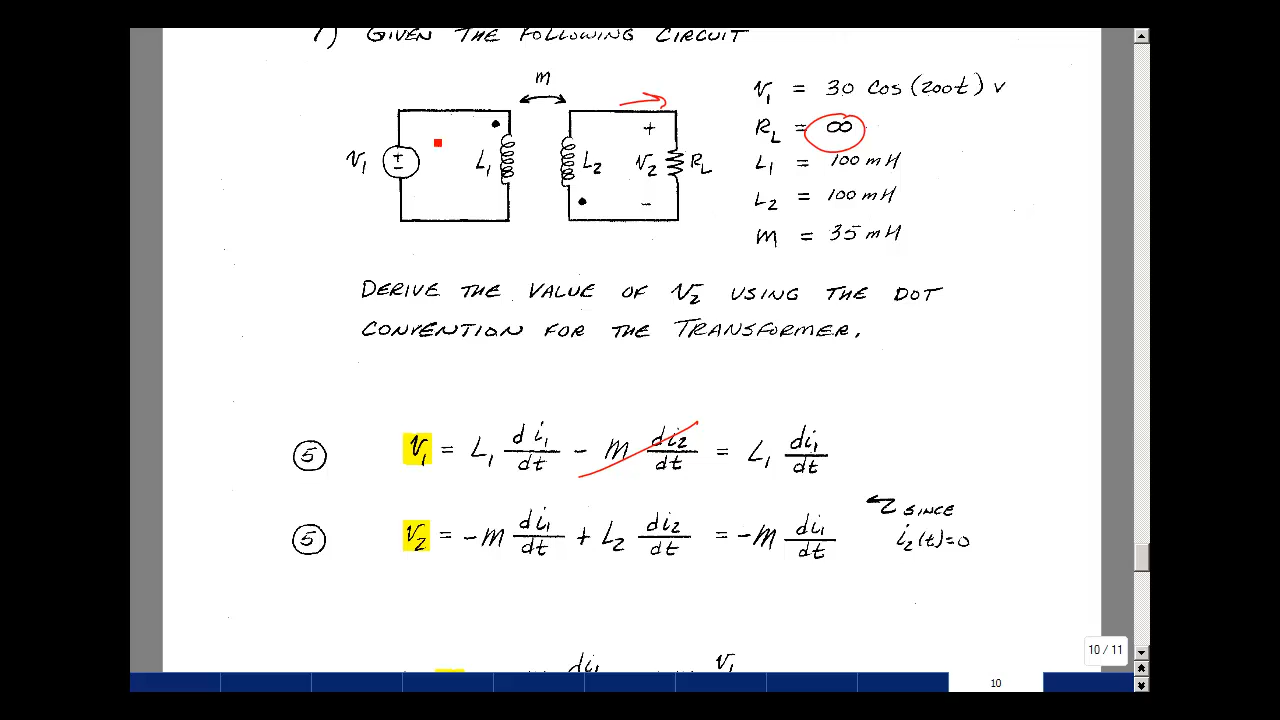 7) GIVEN THE FOLLOWING CIRCUIT
M
V1 = 30 cos(200t) V
RL = ∞
V1 + - L1 L2 + V2 - RL
L1 = 100 mH
L2 = 100 mH
M = 35 mH
DERIVE THE VALUE OF V2 USING THE DOT
CONVENTION FOR THE TRANSFORMER.
5 V1 = L1 di1/dt - M di2/dt = L1 di1/dt
5 V2 = -M di1/dt + L2 di2/dt = -M di1/dt
SINCE
i2(t)=0
di1 V1
10 / 11
10